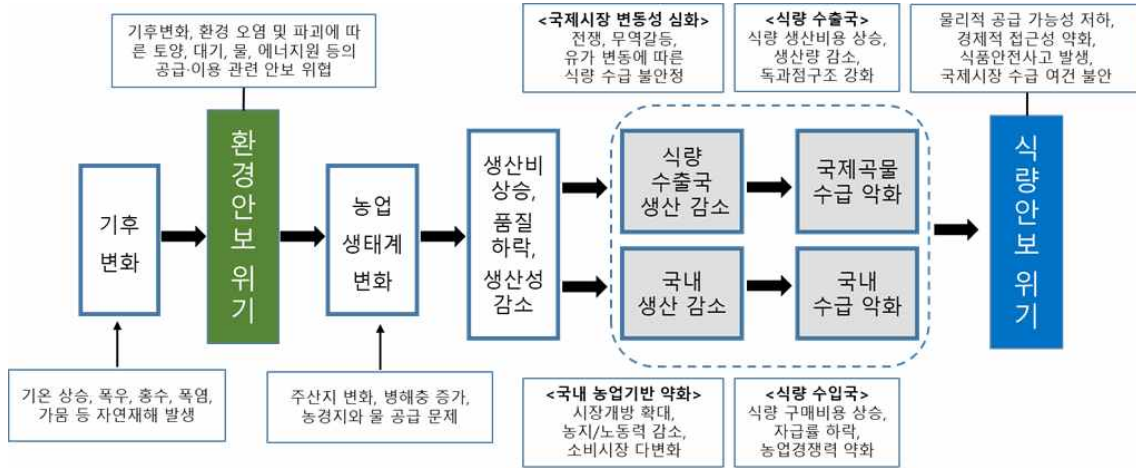 기후변화, 환경 오염 및 파괴에 따
른 토양, 대기, 물, 에너지원 등의
공급·이용 관련 안보 위협
<국제시장 변동성 심화>
전쟁, 무역갈등,
유가 변동에 따른
식량 수급 불안정
<식량 수출국>
식량 생산비용 상승,
생산량 감소,
독과점구조 강화
물리적 공급 가능성 저하,
경제적 접근성 약화,
식품안전사고 발생,
국제시장 수급 여건 불안
기후
변화
환경안보 위기
농업
생태계
변화
생산비
상승,
품질
하락,
생산성
감소
식량
수출국
생산 감소
국제곡물
수급 악화
국내
생산 감소
국내
수급 악화
식량안보 위기
기온 상승, 폭우, 홍수, 폭염,
가뭄 등 자연재해 발생
주산지 변화, 병해충 증가,
농경지와 물 공급 문제
<국내 농업기반 약화>
시장개방 확대,
농지/노동력 감소,
소비시장 다변화
<식량 수입국>
식량 구매비용 상승,
자급률 하락,
농업경쟁력 약화